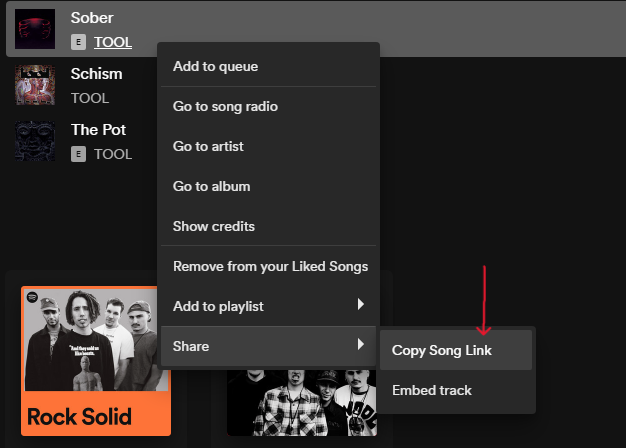 Sober
E TOOL
Schism
TOOL
The Pot
E TOOL
Add to queue
Go to song radio
Go to artist
Go to album
Show credits
Remove from your Liked Songs
Add to playlist
Share
Copy Song Link
Embed track
Rock Solid